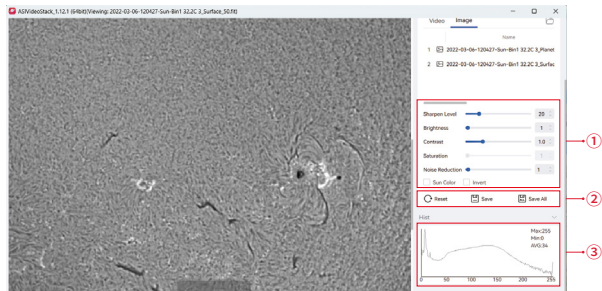 ASIVideoStack_1.12.1 (64bit)(Viewing: 2022-03-06-120427-Sun-Bin1 32.2C 3_Surface_50.fit)
Video Image
Name
1 2022-03-06-120427-Sun-Bin1 32.2C 3_Planet
2 2022-03-06-120427-Sun-Bin1 32.2C 3_Surfac
Sharpen Level 20
Brightness 1
Contrast 1.0
Saturation 1
Noise Reduction 1
Sun Color Invert
①
Reset Save Save All
②
Hist
Max:255
Min:0
AVG:34
③
0 50 100 150 200 255